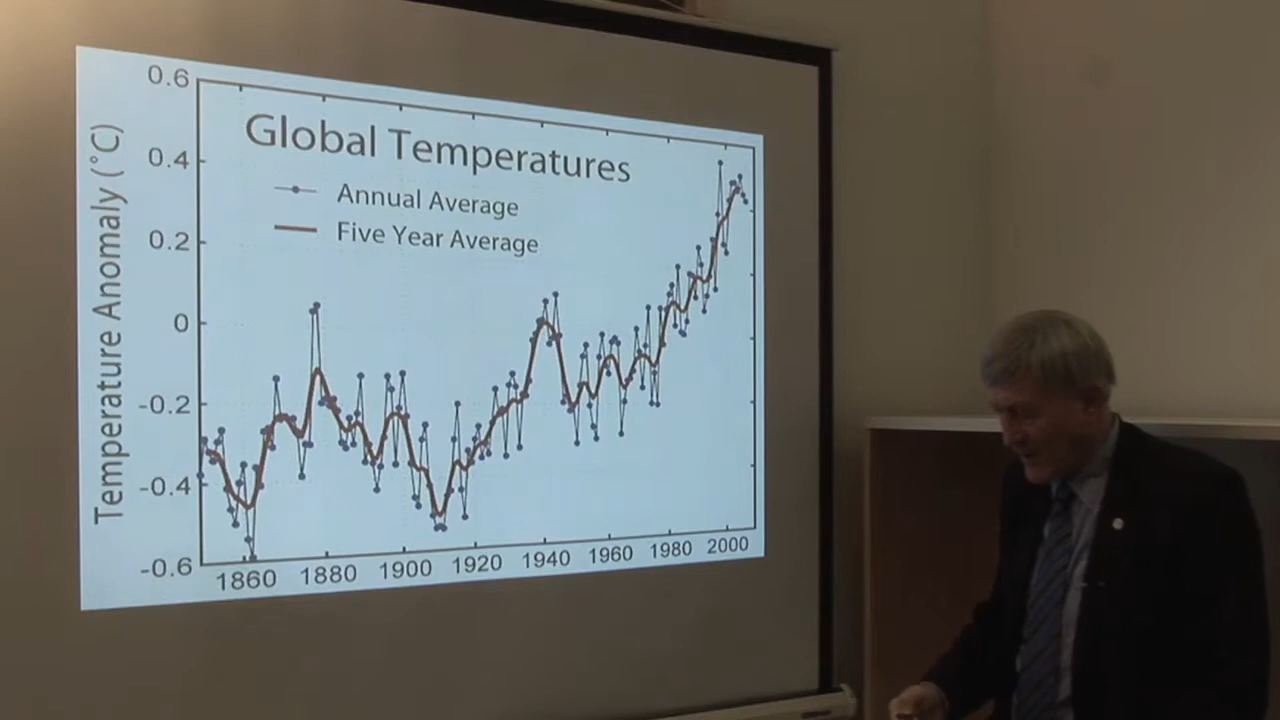 Global Temperatures
Annual Average
Five Year Average
Temperature Anomaly (°C)
0.6
0.4
0.2
0
-0.2
-0.4
-0.6
1860 1880 1900 1920 1940 1960 1980 2000